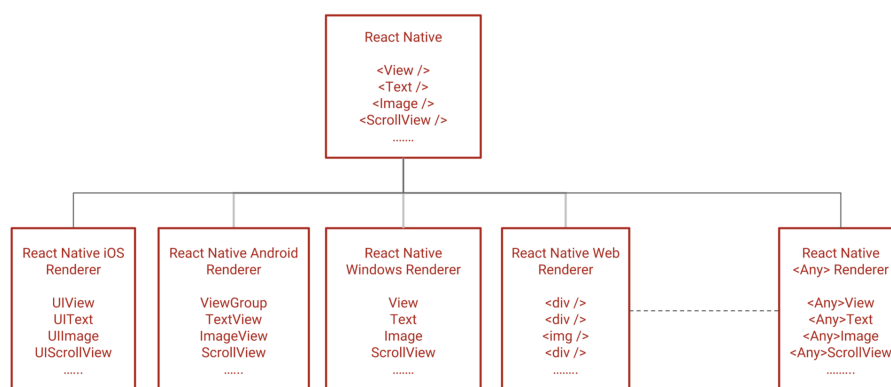 React Native
<View />
<Text />
<Image />
<ScrollView />
.......
React Native iOS
Renderer
UIView
UIText
UIImage
UIScrollView
......
React Native Android
Renderer
ViewGroup
TextView
ImageView
ScrollView
......
React Native
Windows Renderer
View
Text
Image
ScrollView
.......
React Native Web
Renderer
<div />
<div />
<img />
<div />
........
React Native
<Any> Renderer
<Any>View
<Any>Text
<Any>Image
<Any>ScrollView
.........